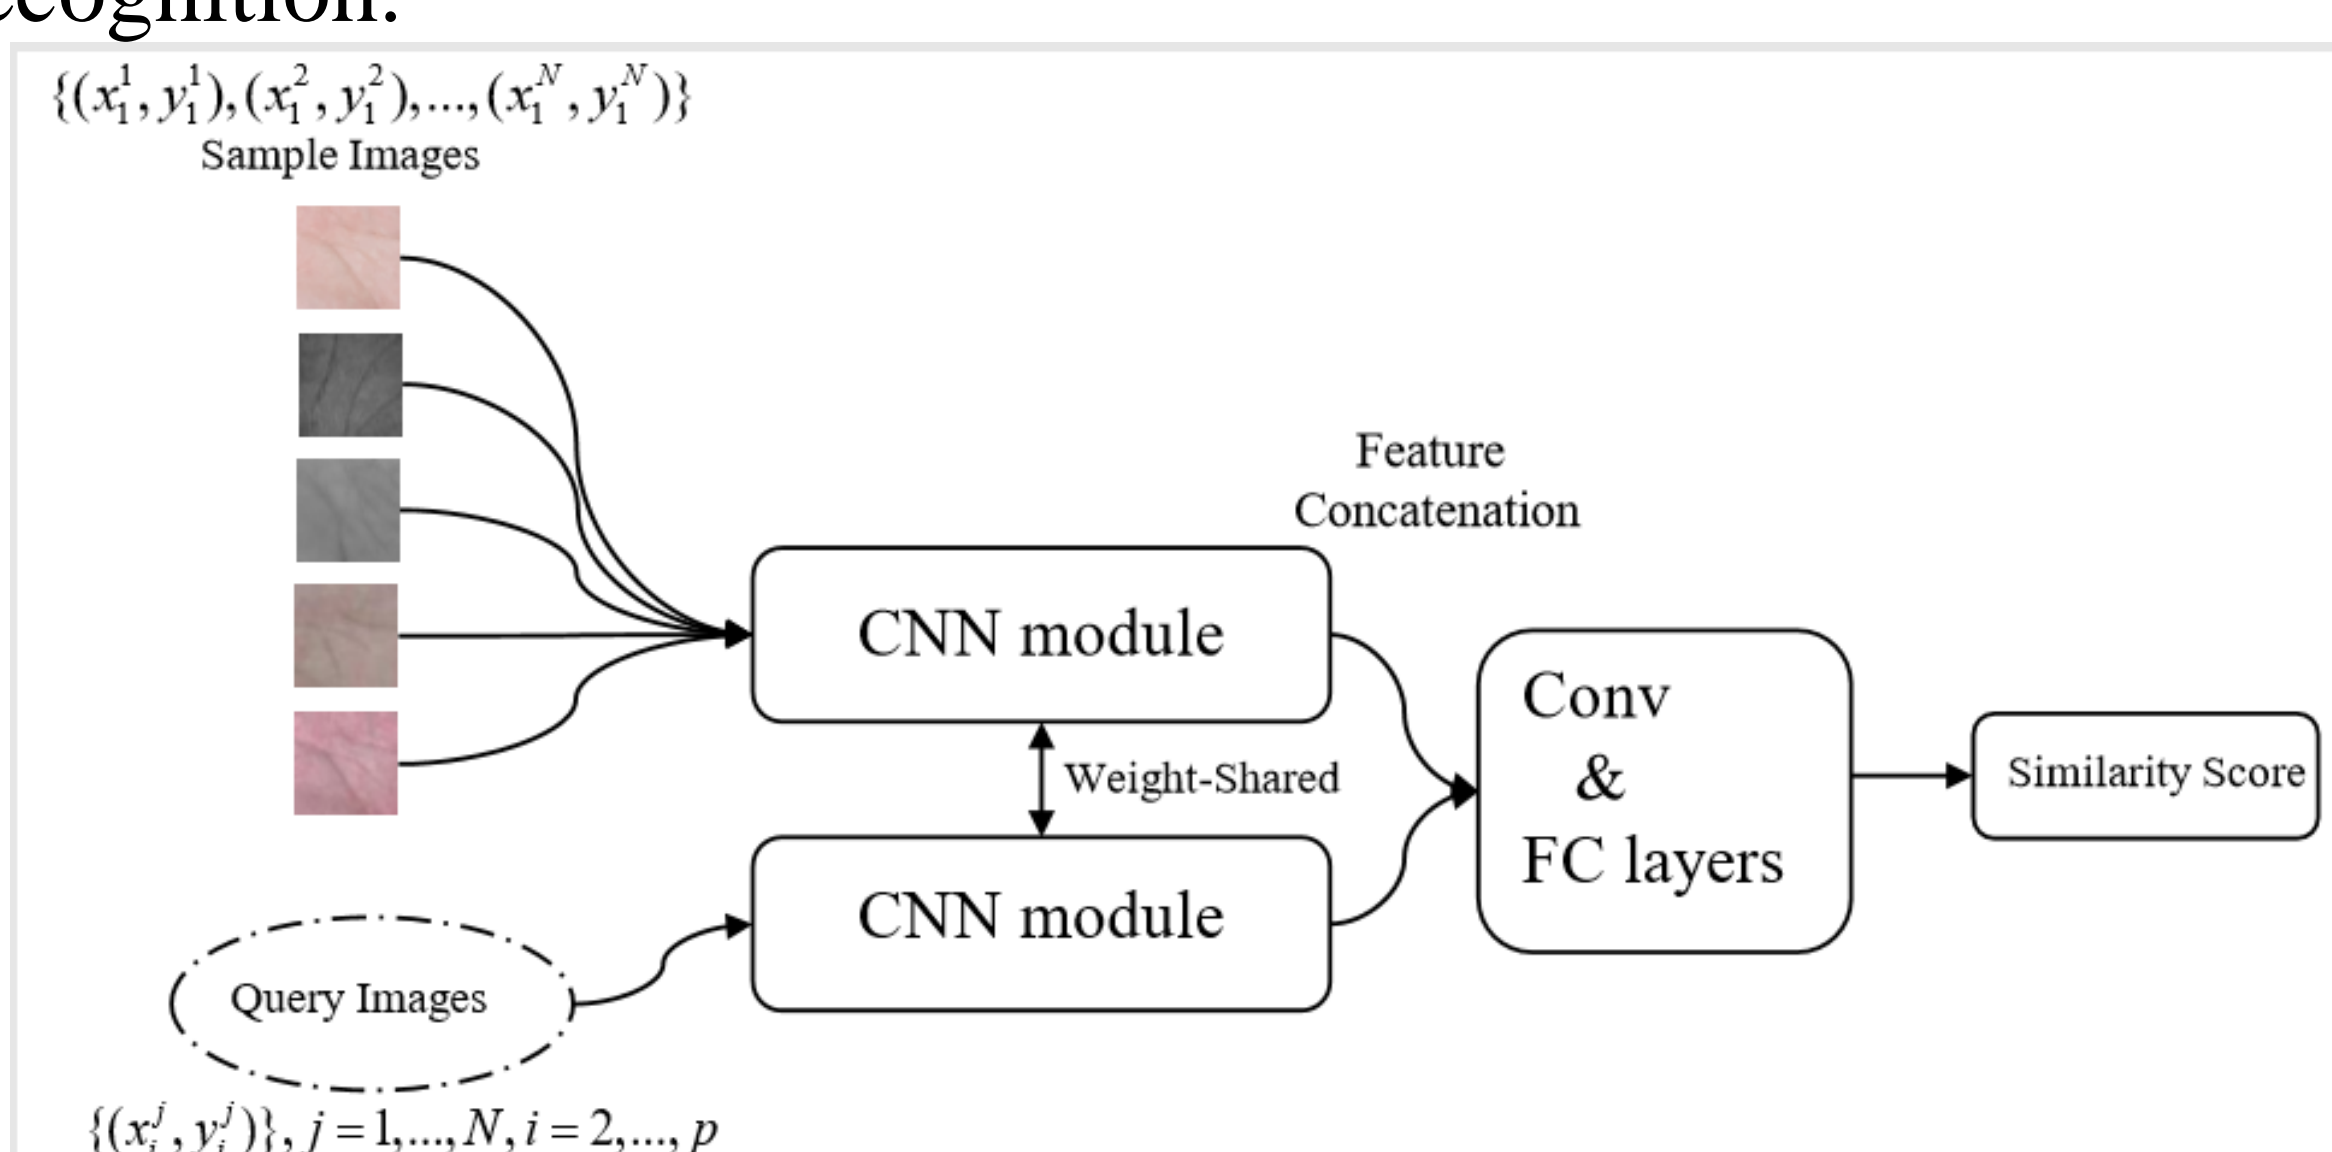 ecognition.
{(x₁¹, y₁¹), (x₁², y₁²), ..., (x₁ᴺ, y₁ᴺ)}
Sample Images
Feature
Concatenation
CNN module
Weight-Shared
CNN module
Conv
&
FC layers
Similarity Score
Query Images
{(xᵢʲ, yᵢʲ)}, j = 1,..., N, i = 2,..., p